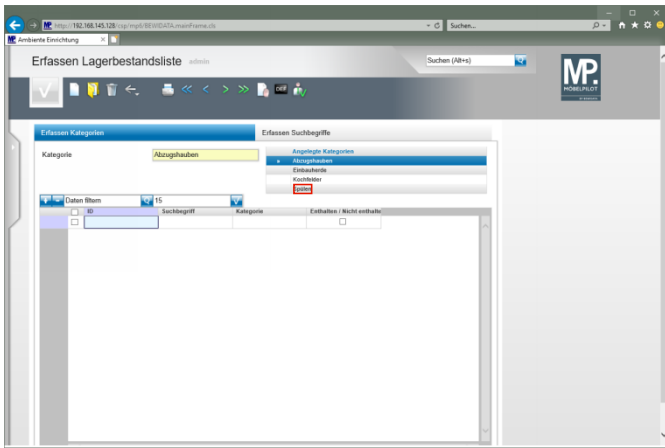 http://192.168.145.128/csp/mp6/BEWIDATA.mainFrame.cls
Suchen...
MP Ambiente Einrichtung
Erfassen Lagerbestandsliste admin
Suchen (Alt+s)
MP.
MÖBELPILOT
Erfassen Kategorien
Erfassen Suchbegriffe
Kategorie
Abzugshauben
Angelegte Kategorien
Abzugshauben
Einbauherde
Kochfelder
Spülen
Daten filtern
15
ID Suchbegriff Kategorie Enthalten / Nicht enthalte